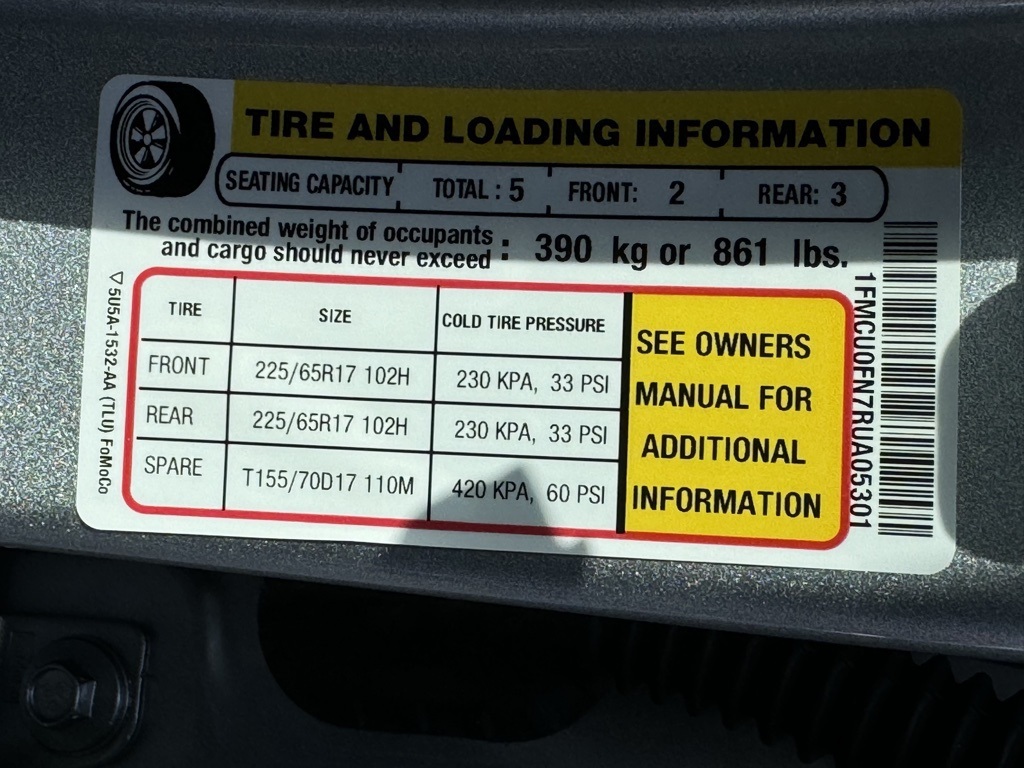 TIRE AND LOADING INFORMATION
SEATING CAPACITY TOTAL : 5 FRONT: 2 REAR: 3
The combined weight of occupants
and cargo should never exceed : 390 kg or 861 lbs.
TIRE SIZE COLD TIRE PRESSURE
FRONT 225/65R17 102H 230 KPA, 33 PSI
REAR 225/65R17 102H 230 KPA, 33 PSI
SPARE T155/70D17 110M 420 KPA, 60 PSI
SEE OWNERS
MANUAL FOR
ADDITIONAL
INFORMATION
5U5A-1532-AA (TLU) FoMoCo
1FMCU0FN7RUA05301